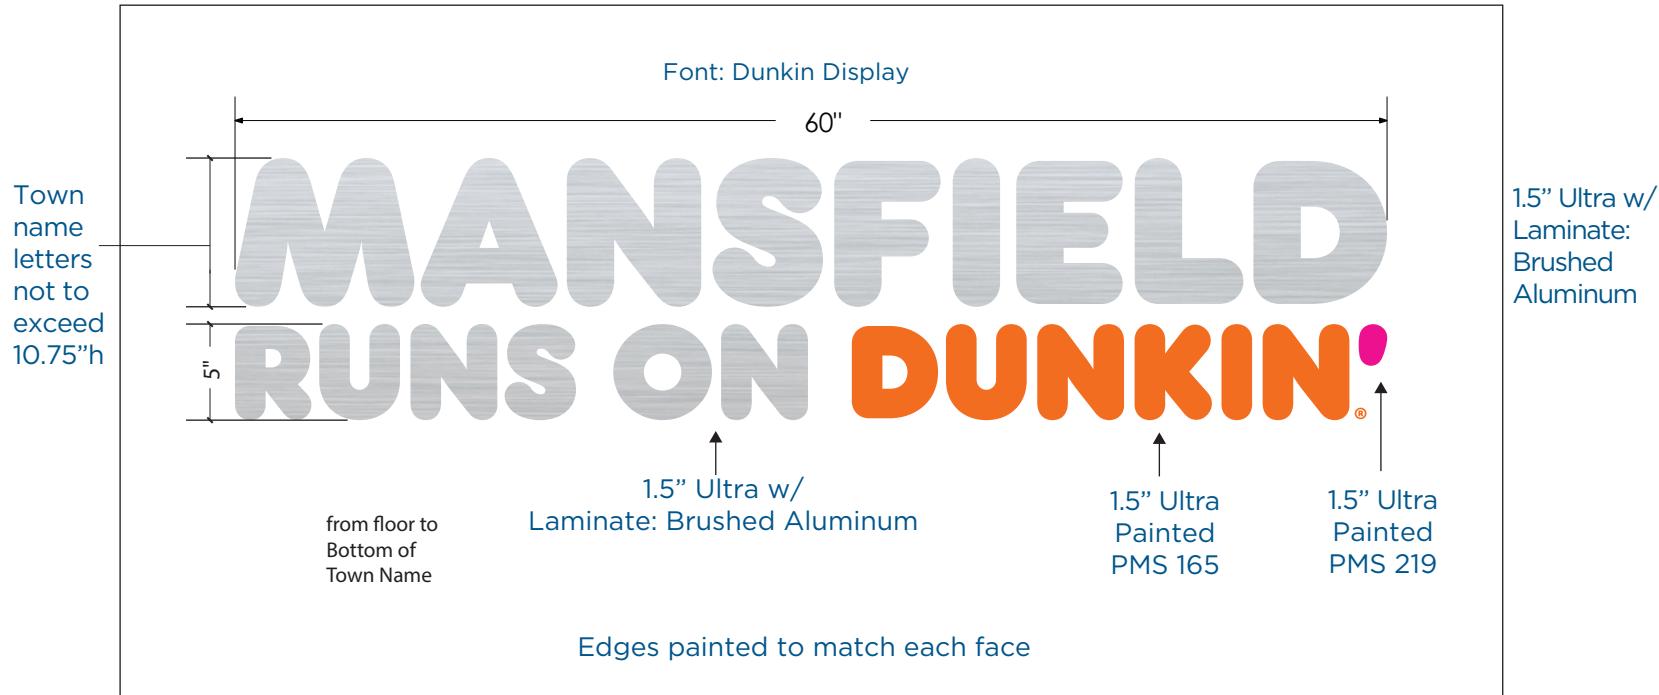 Font: Dunkin Display
60"
Town
name
letters
not to
exceed
10.75”h
MANSFIELD
1.5” Ultra w/
Laminate:
Brushed
Aluminum
5"
RUNS ON DUNKIN'®
1.5” Ultra w/
Laminate: Brushed Aluminum
1.5” Ultra
Painted
PMS 165
1.5” Ultra
Painted
PMS 219
from floor to
Bottom of
Town Name
Edges painted to match each face